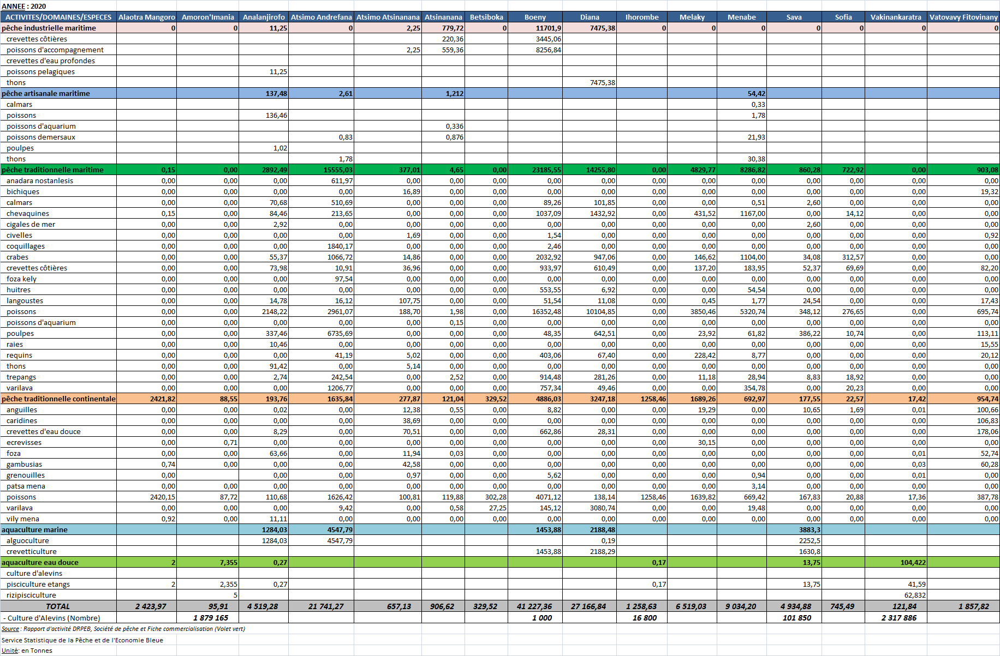 ANNEE : 2020
ACTIVITES/DOMAINES/ESPECES Alaotra Mangoro Amoron'Imania Analanjirofo Atsimo Andrefana Atsimo Atsinanana Atsinanana Betsiboka Boeny Diana Ihorombe Melaky Menabe Sava Sofia Vakinankaratra Vatovavy Fitovinany
pêche industrielle maritime 0 0 11,25 0 2,25 779,72 0 11701,9 7475,38 0 0 0 0 0 0 0
crevettes côtières 220,36 3445,06
poissons d'accompagnement 2,25 559,36 8256,84
crevettes d'eau profondes
poissons pelagiques 11,25
thons 7475,38
pêche artisanale maritime 137,48 2,61 1,212 54,42
calmars 0,33
poissons 136,46 1,78
poissons d'aquarium 0,336
poissons demersaux 0,83 0,876 21,93
poulpes 1,02
thons 1,78 30,38
pêche traditionnelle maritime 0,15 0,00 2892,49 15555,03 377,01 4,65 0,00 23185,55 14255,80 0,00 4829,77 8286,82 860,28 722,92 0,00 903,08
anadara nostanlesis 0,00 0,00 0,00 611,97 0,00 0,00 0,00 0,00 0,00 0,00 0,00 0,00 0,00 0,00 0,00 0,00
bichiques 0,00 0,00 0,00 0,00 16,89 0,00 0,00 0,00 0,00 0,00 0,00 0,00 0,00 0,00 0,00 19,32
calmars 0,00 0,00 70,68 510,69 0,00 0,00 0,00 89,26 101,85 0,00 0,00 0,51 2,60 0,00 0,00 0,00
chevaquines 0,15 0,00 84,46 213,65 0,00 0,00 0,00 1037,09 1432,92 0,00 431,52 1167,00 0,00 14,12 0,00 0,00
cigales de mer 0,00 0,00 2,92 0,00 0,00 0,00 0,00 0,00 0,00 0,00 0,00 0,00 2,60 0,00 0,00 0,00
civelles 0,00 0,00 0,00 0,00 1,69 0,00 0,00 1,54 0,00 0,00 0,00 0,00 0,00 0,00 0,00 0,92
coquillages 0,00 0,00 0,00 1840,17 0,00 0,00 0,00 2,46 0,00 0,00 0,00 0,00 0,00 0,00 0,00 0,00
crabes 0,00 0,00 55,37 1066,72 14,86 0,00 0,00 2032,92 947,06 0,00 146,62 1104,00 34,08 312,57 0,00 0,00
crevettes côtières 0,00 0,00 73,98 10,91 36,96 0,00 0,00 933,97 610,49 0,00 137,20 183,95 52,37 69,69 0,00 82,20
foza kely 0,00 0,00 0,00 97,54 0,00 0,00 0,00 0,00 0,00 0,00 0,00 0,00 0,00 0,00 0,00 0,00
huitres 0,00 0,00 0,00 0,00 0,00 0,00 0,00 553,55 6,92 0,00 0,00 54,54 0,00 0,00 0,00 0,00
langoustes 0,00 0,00 14,78 16,12 107,75 0,00 0,00 51,54 11,08 0,00 0,45 1,77 24,54 0,00 0,00 17,43
poissons 0,00 0,00 2148,22 2961,07 188,70 1,98 0,00 16352,48 10104,85 0,00 3850,46 5320,74 348,12 276,65 0,00 695,74
poissons d'aquarium 0,00 0,00 0,00 0,00 0,00 0,15 0,00 0,00 0,00 0,00 0,00 0,00 0,00 0,00 0,00 0,00
poulpes 0,00 0,00 337,46 6735,69 0,00 0,00 0,00 48,35 642,51 0,00 23,92 61,82 386,22 10,74 0,00 113,11
raies 0,00 0,00 10,46 0,00 0,00 0,00 0,00 0,00 0,00 0,00 0,00 0,00 0,00 0,00 0,00 15,55
requins 0,00 0,00 0,00 41,19 5,02 0,00 0,00 403,06 67,40 0,00 228,42 8,77 0,00 0,00 0,00 20,12
thons 0,00 0,00 91,42 0,00 5,14 0,00 0,00 0,00 0,00 0,00 0,00 0,00 0,00 0,00 0,00 0,00
trepangs 0,00 0,00 2,74 242,54 0,00 2,52 0,00 914,48 281,26 0,00 11,18 28,94 8,83 18,92 0,00 0,00
varilava 0,00 0,00 0,00 1206,77 0,00 0,00 0,00 757,34 49,46 0,00 0,00 354,78 0,00 20,23 0,00 0,00
pêche traditionnelle continentale 2421,82 88,55 193,76 1635,84 277,87 121,04 329,52 4886,03 3247,18 1258,46 1689,26 692,97 177,55 22,57 17,42 954,74
anguilles 0,00 0,00 0,02 0,00 12,38 0,55 0,00 8,82 0,00 0,00 19,29 0,00 10,65 1,69 0,01 100,66
caridines 0,00 0,00 0,00 0,00 38,69 0,00 0,00 0,00 0,00 0,00 0,00 0,00 0,00 0,00 0,00 106,83
crevettes d'eau douce 0,00 0,00 8,29 0,00 70,51 0,00 0,00 662,86 28,31 0,00 0,00 0,00 0,00 0,00 0,00 178,06
ecrevisses 0,00 0,71 0,00 0,00 0,00 0,00 0,00 0,00 0,00 0,00 30,15 0,00 0,00 0,00 0,00 0,00
foza 0,00 0,00 63,66 0,00 11,94 0,03 0,00 0,00 0,00 0,00 0,00 0,00 0,00 0,00 0,01 52,74
gambusias 0,74 0,00 0,00 0,00 42,58 0,00 0,00 0,00 0,00 0,00 0,00 0,00 0,00 0,00 0,03 60,28
grenouilles 0,00 0,00 0,00 0,97 0,00 0,00 5,62 0,00 0,00 0,00 0,94 0,00 0,00 0,01 0,00
patsa mena 0,00 0,00 0,00 0,00 0,00 0,00 0,00 0,00 0,00 0,00 0,00 3,14 0,00 0,00 0,00 0,00
poissons 2420,15 87,72 110,68 1626,42 100,81 119,88 302,28 4071,12 138,14 1258,46 1639,82 669,42 167,83 20,88 17,36 387,78
varilava 0,00 0,00 0,00 9,42 0,00 0,58 27,25 145,12 3080,74 0,00 0,00 19,48 0,00 0,00 0,00 0,00
vily mena 0,92 0,00 11,11 0,00 0,00 0,00 0,00 0,00 0,00 0,00 0,00 0,00 0,00 0,00 0,00 0,00
aquaculture marine 1284,03 4547,79 1453,88 2188,48 3883,3
alguoculture 1284,03 4547,79 0,19 2252,5
crevetticulture 1453,88 2188,29 1630,8
aquaculture eau douce 2 7,355 0,27 0,17 13,75 104,422
culture d'alevins
pisciculture etangs 2 2,355 0,27 0,17 13,75 41,59
rizipisciculture 5 62,832
TOTAL 2 423,97 95,91 4 519,28 21 741,27 657,13 906,62 329,52 41 227,36 27 166,84 1 258,63 6 519,03 9 034,20 4 934,88 745,49 121,84 1 857,82
- Culture d'Alevins (Nombre) 1 879 165 1 000 16 800 101 850 2 317 886
Source : Rapport d'activité DRPEB, Société de pêche et Fiche commercialisation (Volet vert)
Service Statistique de la Pêche et de l'Economie Bleue
Unité: en Tonnes